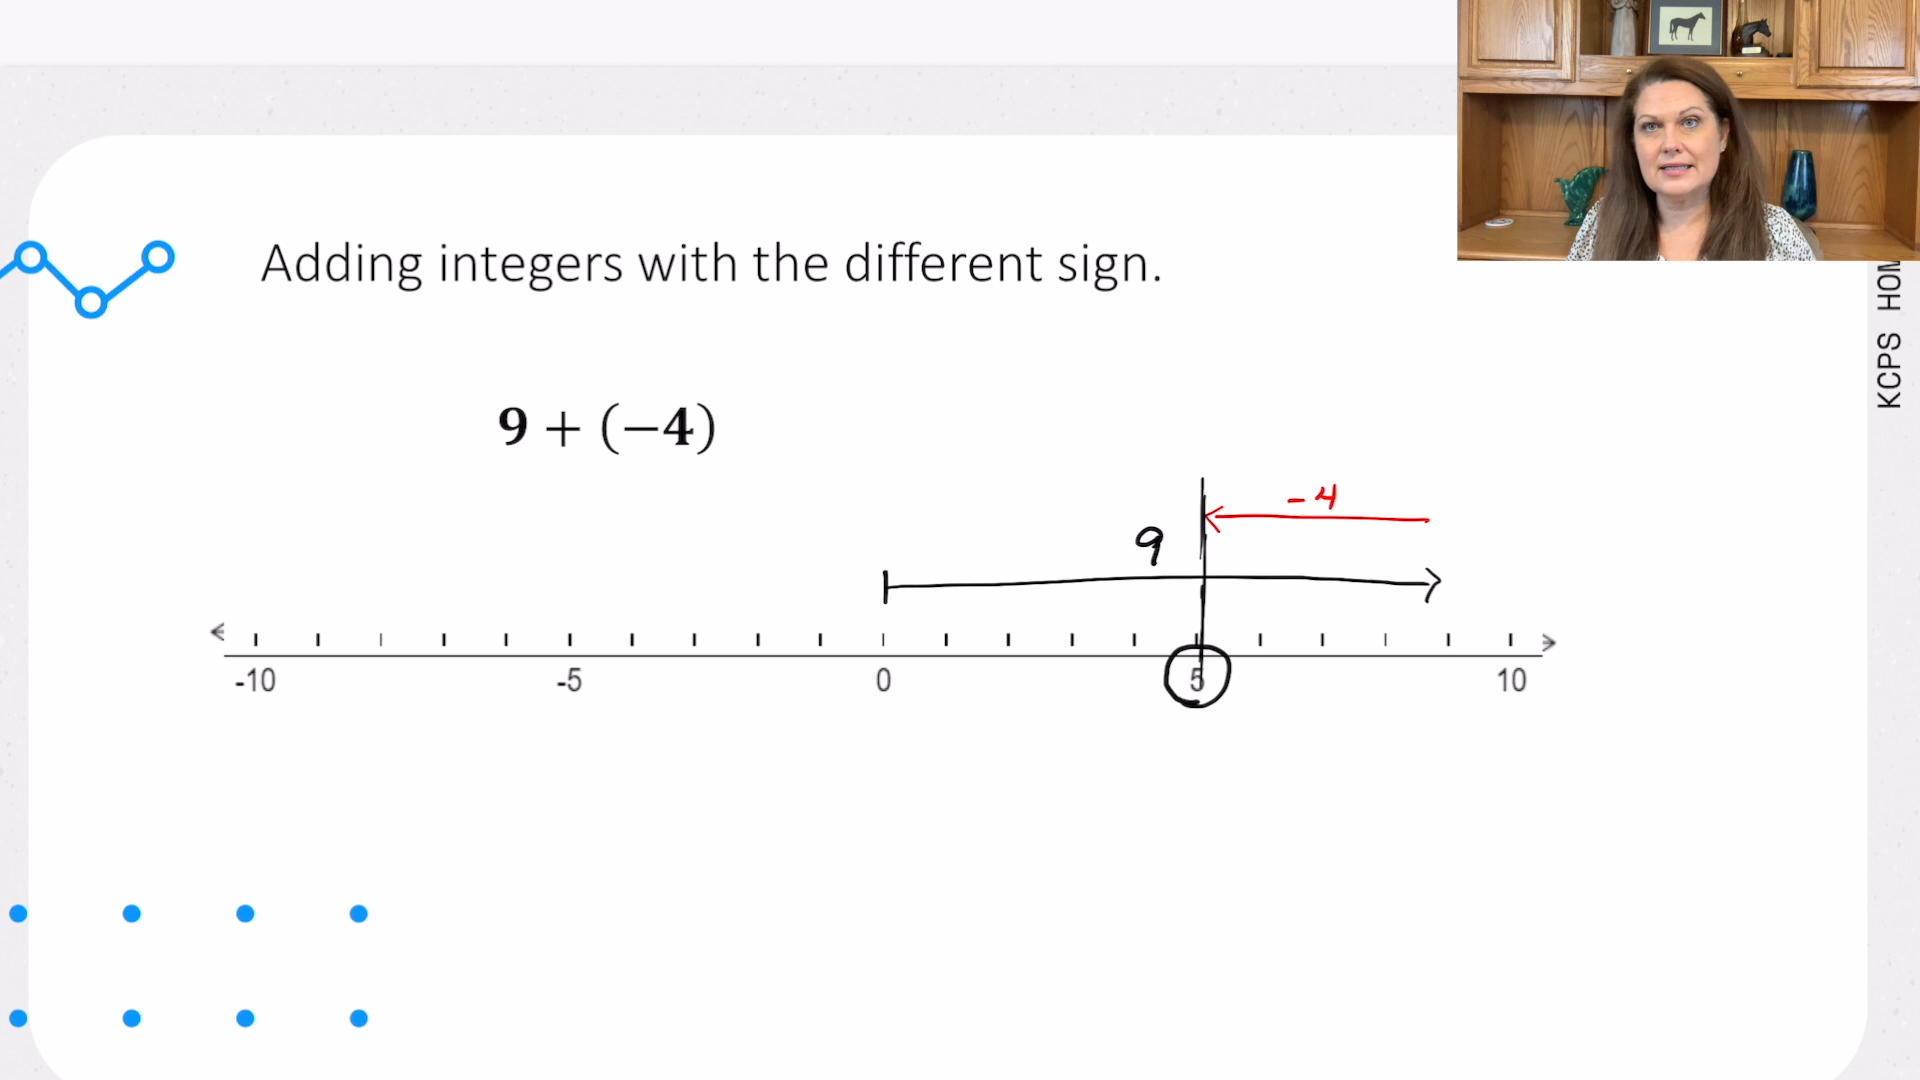 Adding integers with the different sign.
KCPS HOM
9 + (−4)
- 4
9
-10 -5 0 5 10